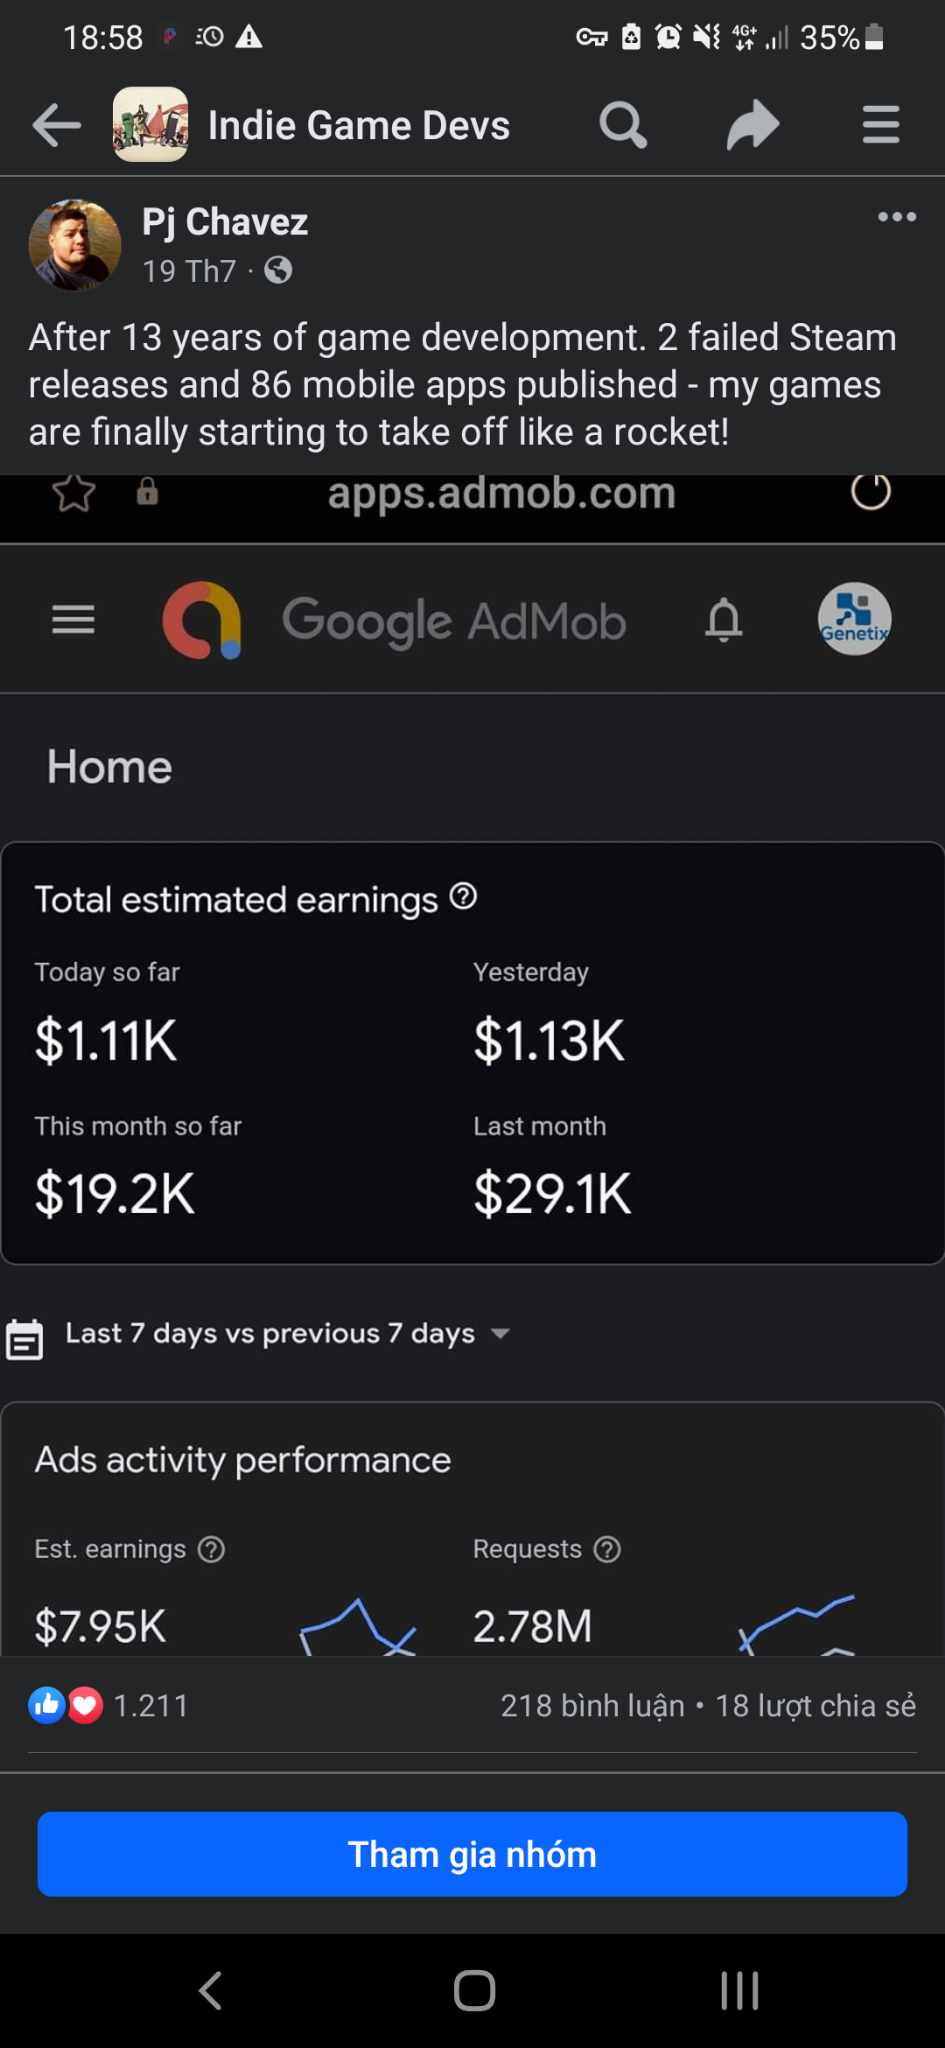 18:58
4G+
35%
Indie Game Devs
Pj Chavez
19 Th7 ·
After 13 years of game development. 2 failed Steam
releases and 86 mobile apps published - my games
are finally starting to take off like a rocket!
apps.admob.com
Google AdMob
Genetix
Home
Total estimated earnings
Today so far
Yesterday
$1.11K
$1.13K
This month so far
Last month
$19.2K
$29.1K
Last 7 days vs previous 7 days
Ads activity performance
Est. earnings
Requests
$7.95K
2.78M
1.211
218 bình luận • 18 lượt chia sẻ
Tham gia nhóm